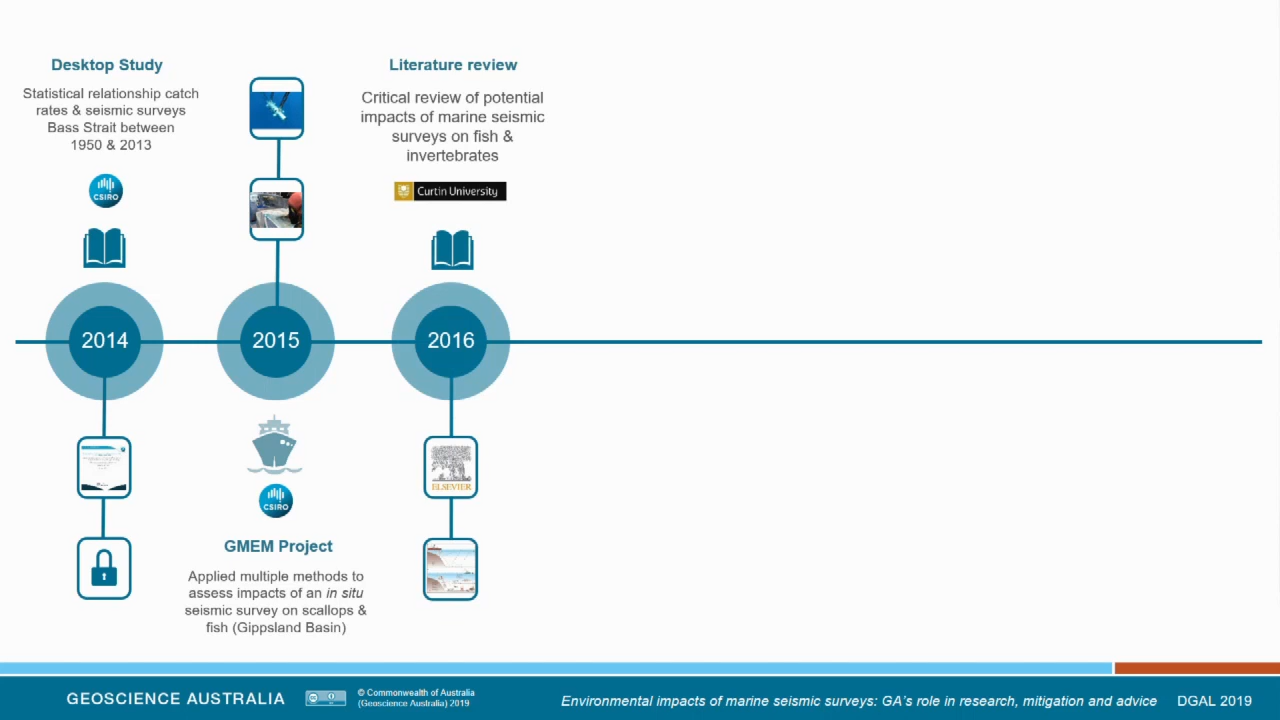 Desktop Study
Statistical relationship catch
rates & seismic surveys
Bass Strait between
1950 & 2013
CSIRO
Literature review
Critical review of potential
impacts of marine seismic
surveys on fish &
invertebrates
Curtin University
2014
2015
2016
CSIRO
GMEM Project
Applied multiple methods to
assess impacts of an in situ
seismic survey on scallops &
fish (Gippsland Basin)
ELSEVIER
GEOSCIENCE AUSTRALIA
© Commonwealth of Australia
(Geoscience Australia) 2019
Environmental impacts of marine seismic surveys: GA's role in research, mitigation and advice
DGAL 2019